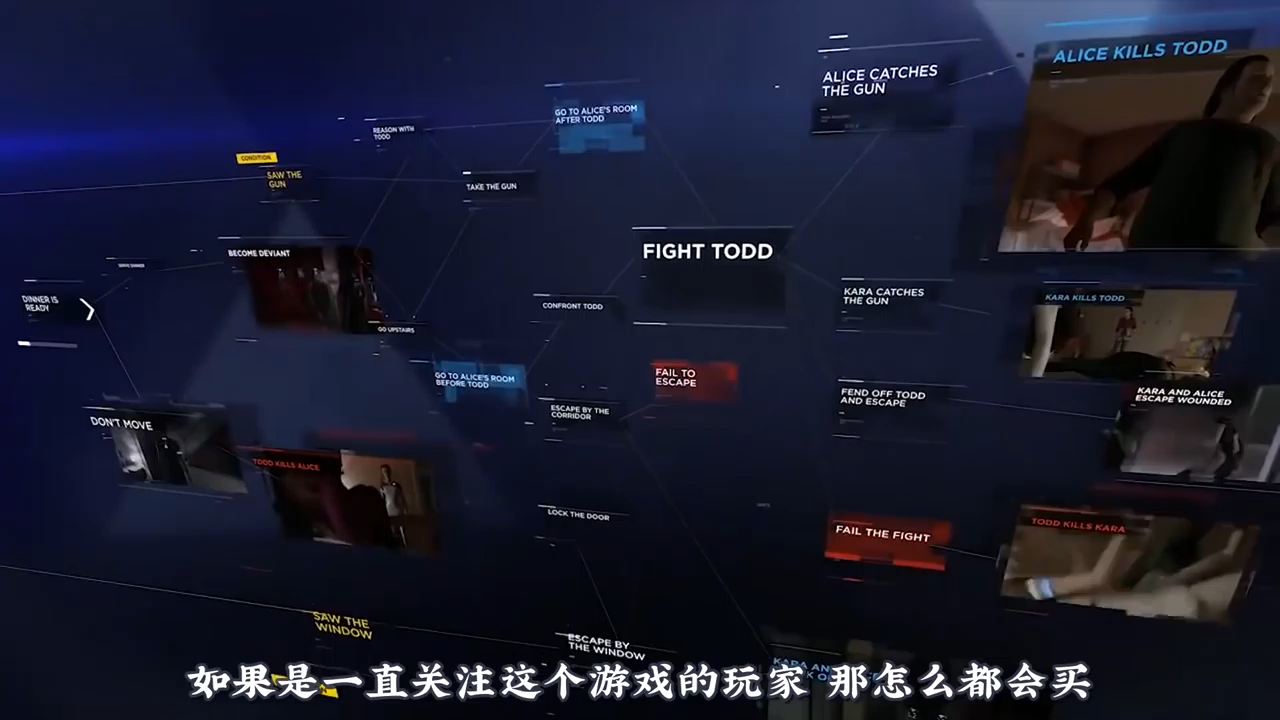 ALICE KILLS TODD
ALICE CATCHES
THE GUN
GO TO ALICE'S ROOM
AFTER TODD
REASON WITH
TODD
CONDITION
SAW THE
GUN
TAKE THE GUN
BECOME DEVIANT
FIGHT TODD
DINNER IS
READY
KARA CATCHES
THE GUN
KARA KILLS TODD
CONFRONT TODD
GO UPSTAIRS
GO TO ALICE'S ROOM
BEFORE TODD
FAIL TO
ESCAPE
FEND OFF TODD
AND ESCAPE
KARA AND ALICE
ESCAPE WOUNDED
ESCAPE BY THE
CORRIDOR
DON'T MOVE
TODD KILLS ALICE
LOCK THE DOOR
FAIL THE FIGHT
TODD KILLS KARA
SAW THE
WINDOW
ESCAPE BY
THE WINDOW
如果是一直关注这个游戏的玩家 那怎么都会买